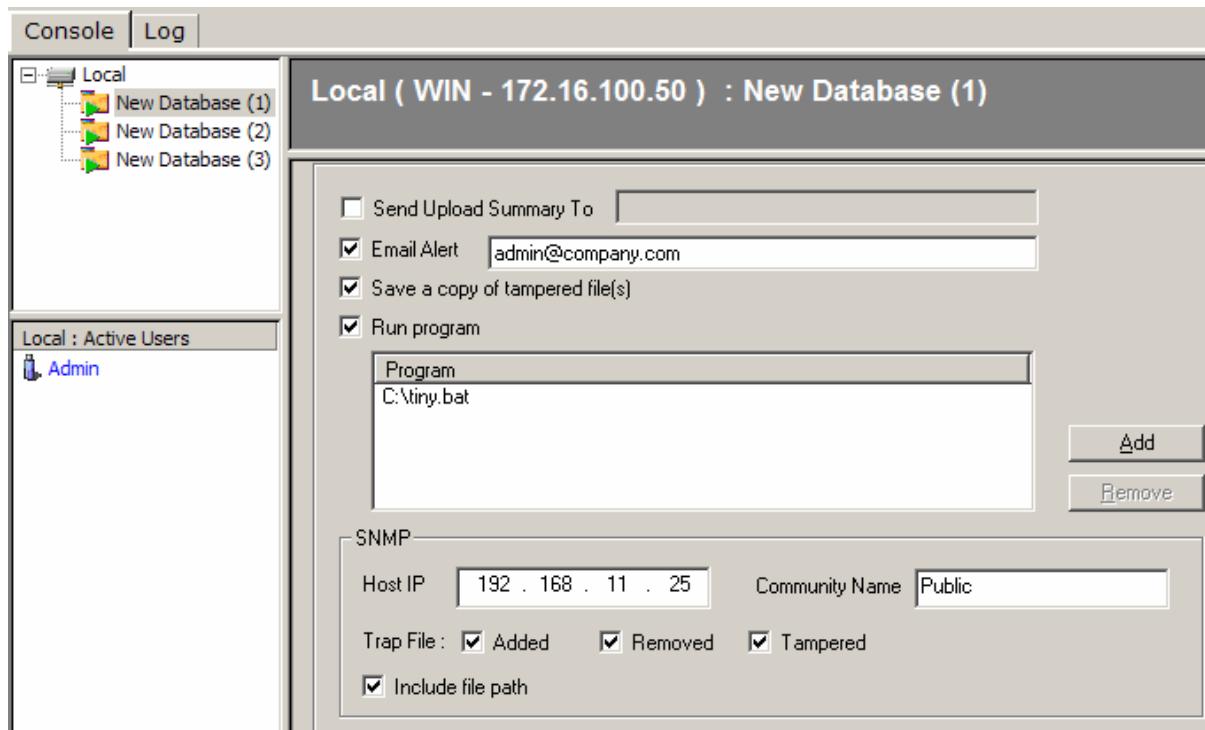 Console Log
Local
New Database (1)
New Database (2)
New Database (3)
Local : Active Users
Admin
Local ( WIN - 172.16.100.50 ) : New Database (1)
Send Upload Summary To
Email Alert admin@company.com
Save a copy of tampered file(s)
Run program
Program
C:\tiny.bat
Add
Remove
SNMP
Host IP 192 . 168 . 11 . 25 Community Name Public
Trap File : Added Removed Tampered
Include file path